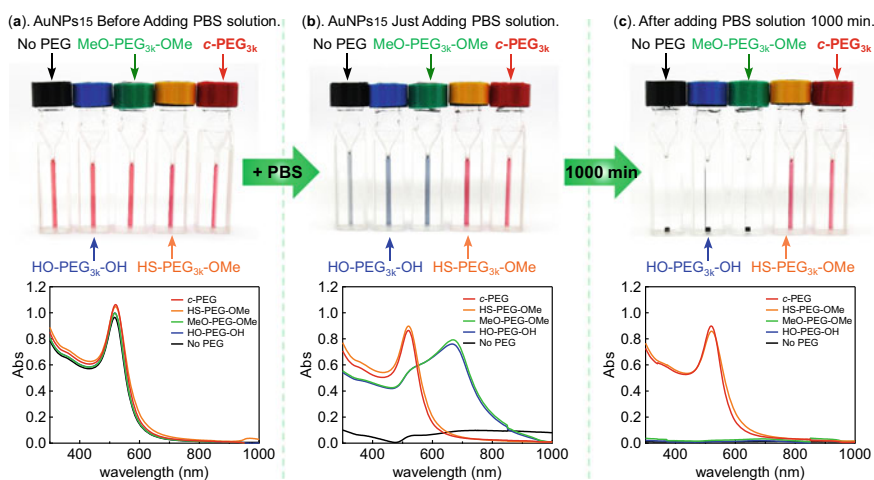 (a). AuNPs15 Before Adding PBS solution.
No PEG MeO-PEG3k-OMe c-PEG3k
HO-PEG3k-OH HS-PEG3k-OMe
+ PBS
(b). AuNPs15 Just Adding PBS solution.
No PEG MeO-PEG3k-OMe c-PEG3k
HO-PEG3k-OH HS-PEG3k-OMe
1000 min
(c). After adding PBS solution 1000 min.
No PEG MeO-PEG3k-OMe c-PEG3k
HO-PEG3k-OH HS-PEG3k-OMe
Abs
1.2
1.0
0.8
0.6
0.4
0.2
0.0
c-PEG
HS-PEG-OMe
MeO-PEG-OMe
HO-PEG-OH
No PEG
400 600 800 1000
wavelength (nm)
Abs
1.2
1.0
0.8
0.6
0.4
0.2
0.0
c-PEG
HS-PEG-OMe
MeO-PEG-OMe
HO-PEG-OH
No PEG
400 600 800 1000
wavelength (nm)
Abs
1.2
1.0
0.8
0.6
0.4
0.2
0.0
c-PEG
HS-PEG-OMe
MeO-PEG-OMe
HO-PEG-OH
No PEG
400 600 800 1000
wavelength (nm)